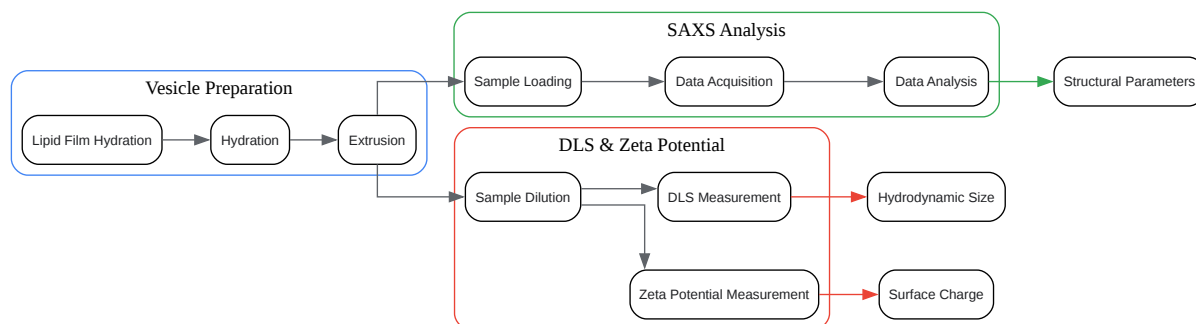 Vesicle Preparation
Lipid Film Hydration
Hydration
Extrusion
SAXS Analysis
Sample Loading
Data Acquisition
Data Analysis
Structural Parameters
DLS & Zeta Potential
Sample Dilution
DLS Measurement
Hydrodynamic Size
Zeta Potential Measurement
Surface Charge